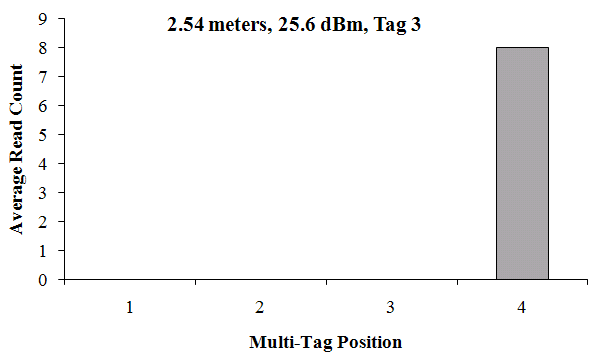 2.54 meters, 25.6 dBm, Tag 3
Average Read Count
9
8
7
6
5
4
3
2
1
0
1 2 3 4
Multi-Tag Position